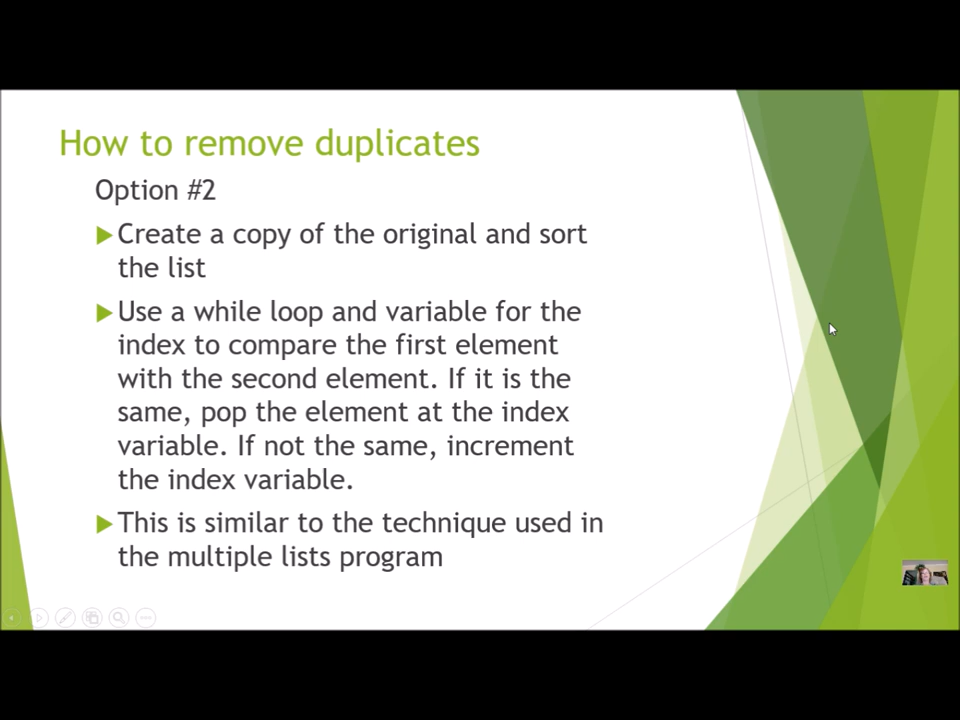 How to remove duplicates
Option #2
Create a copy of the original and sort
the list
Use a while loop and variable for the
index to compare the first element
with the second element. If it is the
same, pop the element at the index
variable. If not the same, increment
the index variable.
This is similar to the technique used in
the multiple lists program